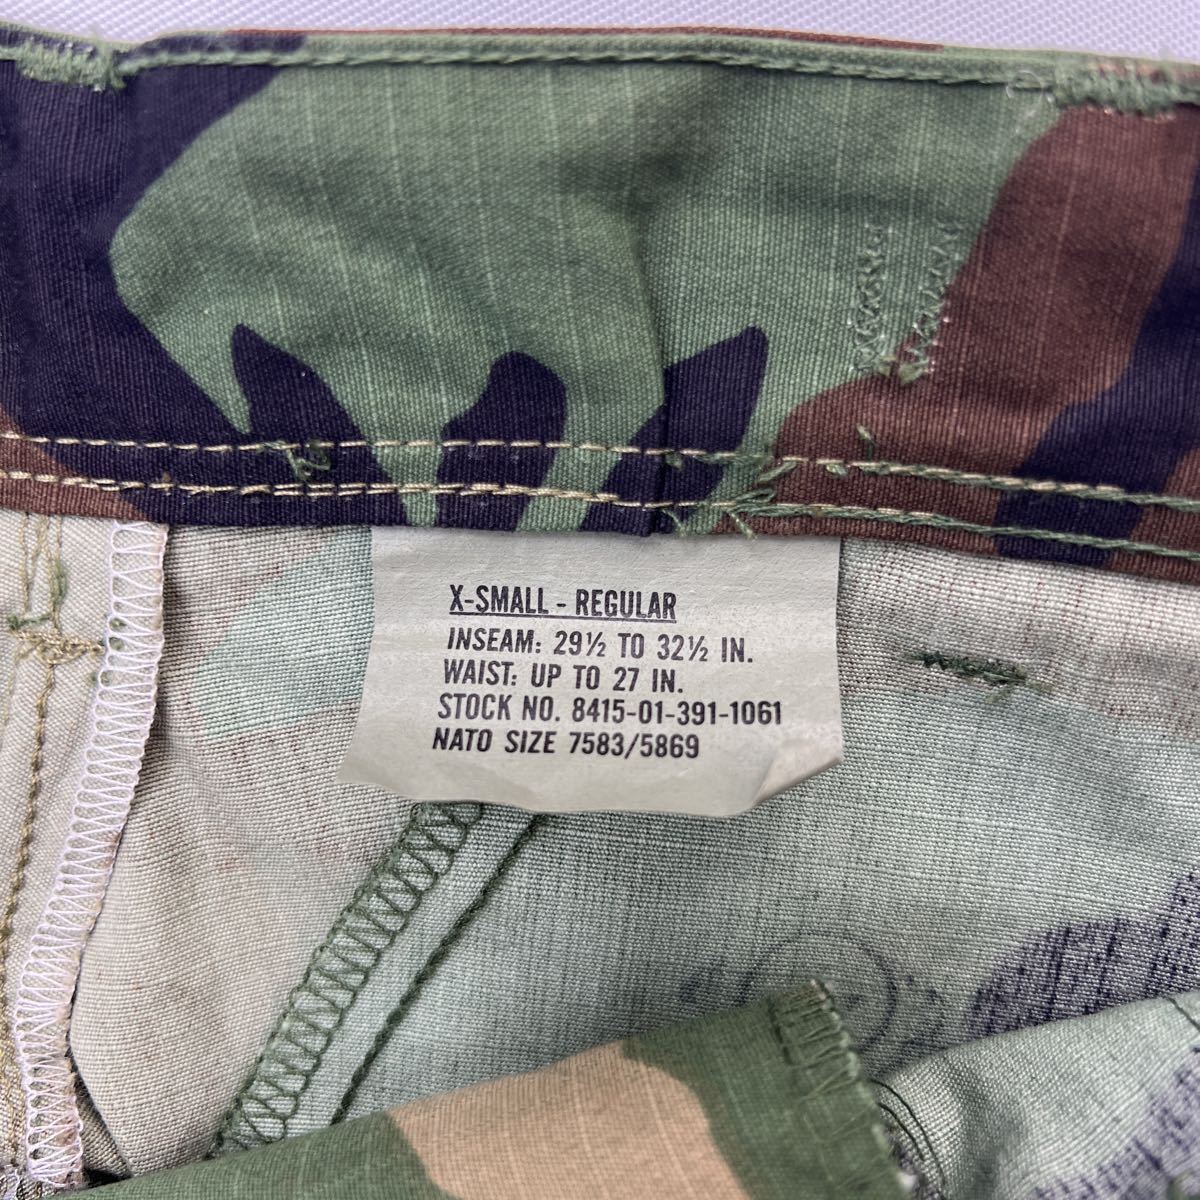 X-SMALL - REGULAR
INSEAM: 29½ TO 32½ IN.
WAIST: UP TO 27 IN.
STOCK NO. 8415-01-391-1061
NATO SIZE 7583/5869